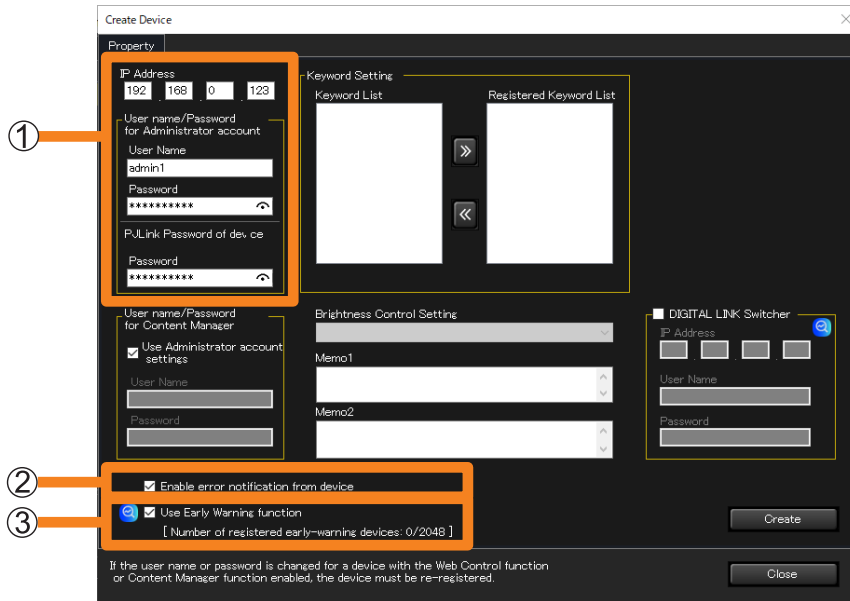 Create Device
Property
IP Address
192 . 168 . 0 . 123
User name/Password
for Administrator account
User Name
admin1
Password
**********
PJLink Password of device
Password
**********
Keyword Setting
Keyword List
Registered Keyword List
①
User name/Password
for Content Manager
Use Administrator account
settings
User Name
Password
Brightness Control Setting
Memo1
Memo2
DIGITAL LINK Switcher
IP Address
User Name
Password
②
Enable error notification from device
③
Use Early Warning function
[ Number of registered early-warning devices: 0/2048 ]
Create
If the user name or password is changed for a device with the Web Control function
or Content Manager function enabled, the device must be re-registered.
Close